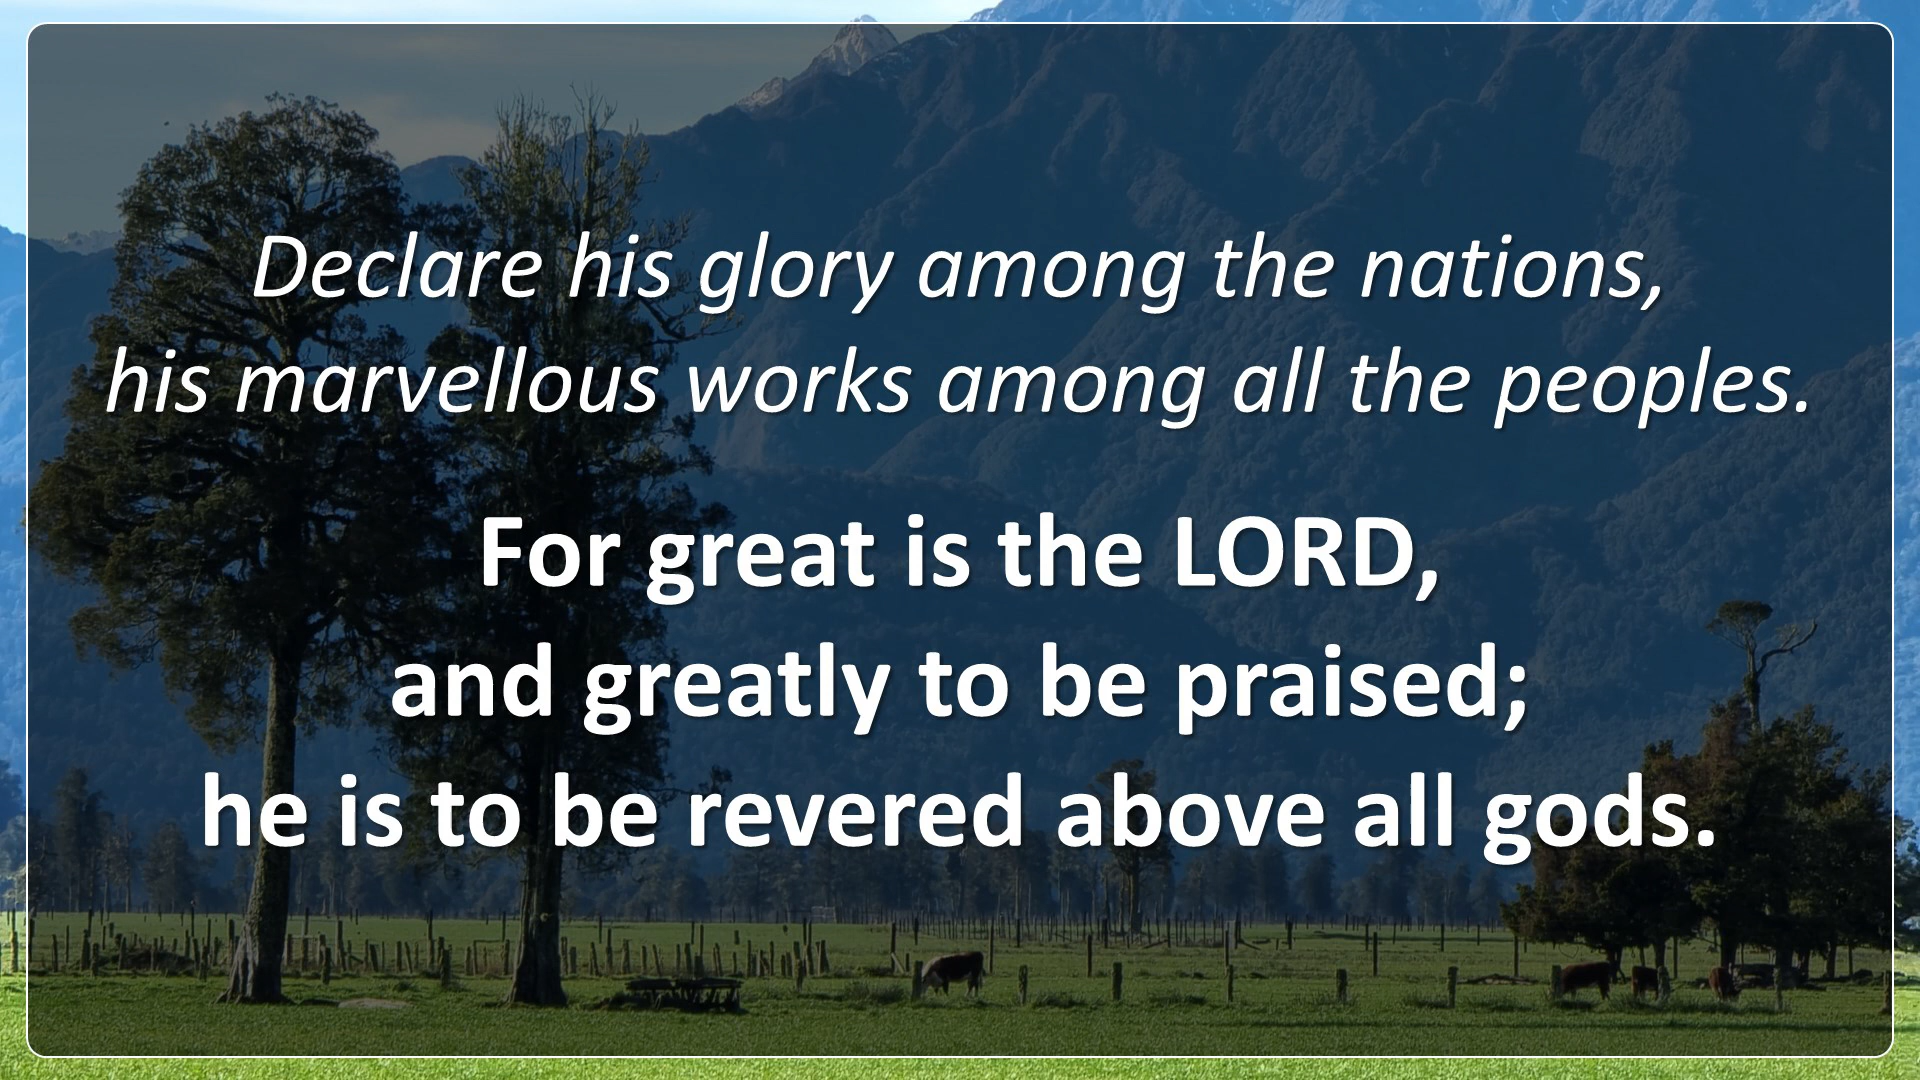 Declare his glory among the nations,
his marvellous works among all the peoples.
For great is the LORD,
and greatly to be praised;
he is to be revered above all gods.